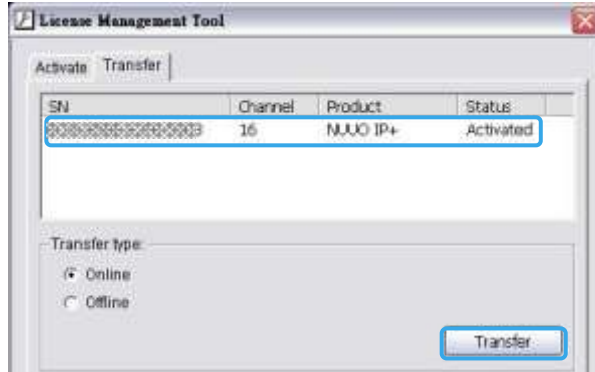 License Management Tool
Activate Transfer
SN Channel Product Status
16 NUUO IP+ Activated
Transfer type:
Online
Offline
Transfer